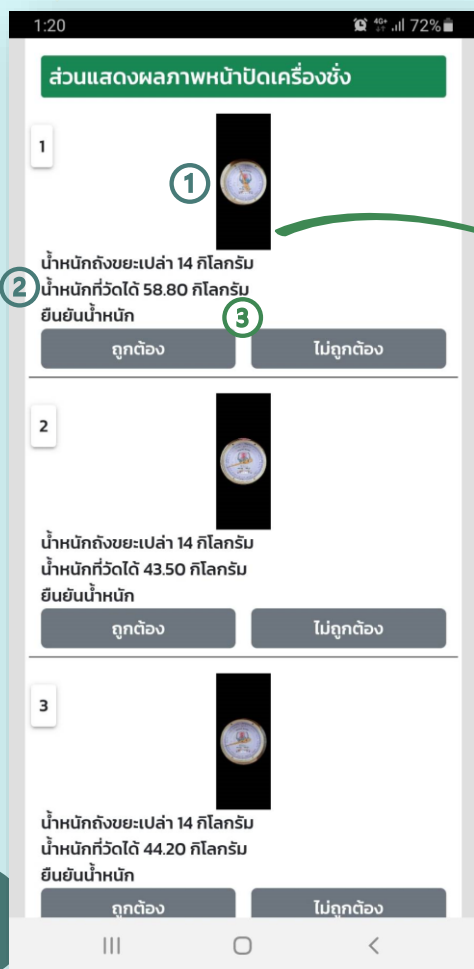 1:20
4G+ 72%
ส่วนแสดงผลภาพหน้าปัดเครื่องชั่ง
1
1
น้ำหนักถังขยะเปล่า 14 กิโลกรัม
2 น้ำหนักที่วัดได้ 58.80 กิโลกรัม
ยืนยันน้ำหนัก
3
ถูกต้อง ไม่ถูกต้อง
2
น้ำหนักถังขยะเปล่า 14 กิโลกรัม
น้ำหนักที่วัดได้ 43.50 กิโลกรัม
ยืนยันน้ำหนัก
ถูกต้อง ไม่ถูกต้อง
3
น้ำหนักถังขยะเปล่า 14 กิโลกรัม
น้ำหนักที่วัดได้ 44.20 กิโลกรัม
ยืนยันน้ำหนัก
ถูกต้อง ไม่ถูกต้อง